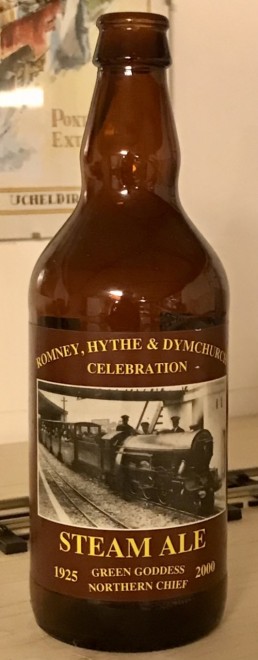 UCHELDIR
ROMNEY, HYTHE & DYMCHURCH
CELEBRATION
STEAM ALE
1925 GREEN GODDESS 2000
NORTHERN CHIEF